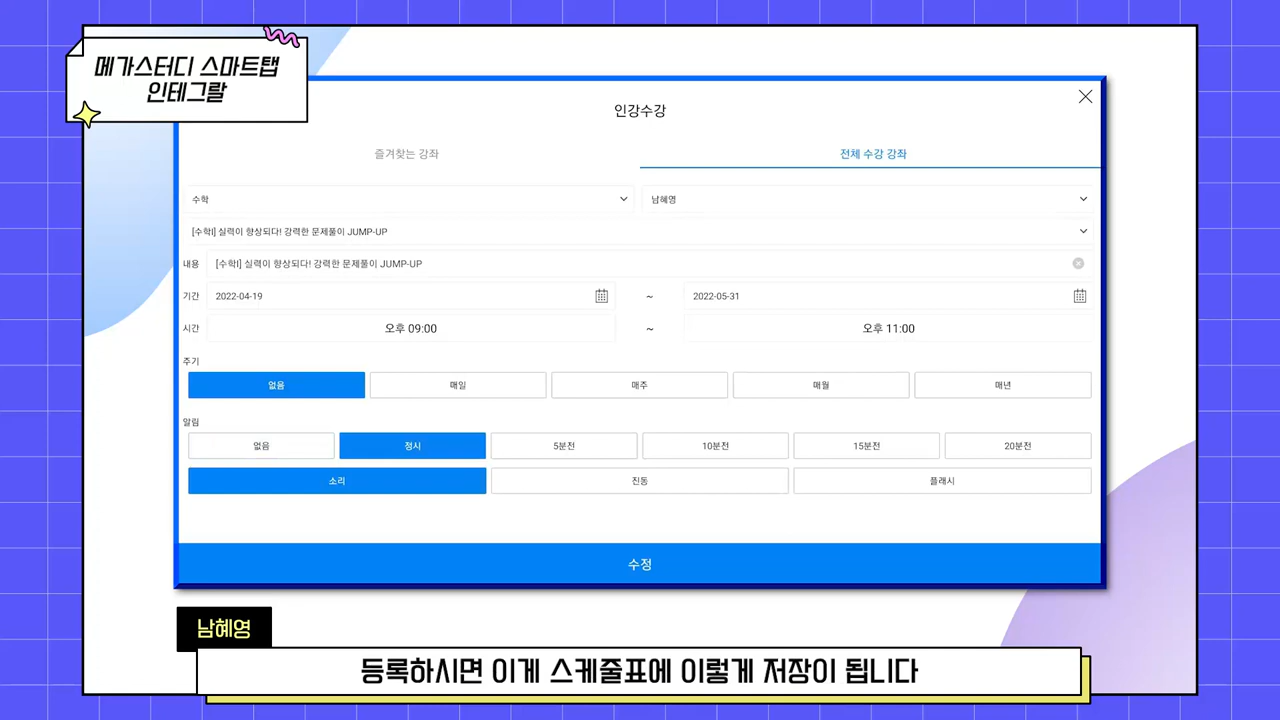 메가스터디 스마트탭
인테그랄
인강수강
즐겨찾는 강좌
전체 수강 강좌
수학
남혜영
[수학I] 실력이 향상되다! 강력한 문제풀이 JUMP-UP
내용 [수학I] 실력이 향상되다! 강력한 문제풀이 JUMP-UP
기간 2022-04-19 ~ 2022-05-31
시간 오후 09:00 ~ 오후 11:00
주기
없음 매일 매주 매월 매년
알림
없음 정시 5분전 10분전 15분전 20분전
소리 진동 플래시
수정
남혜영
등록하시면 이게 스케줄표에 이렇게 저장이 됩니다